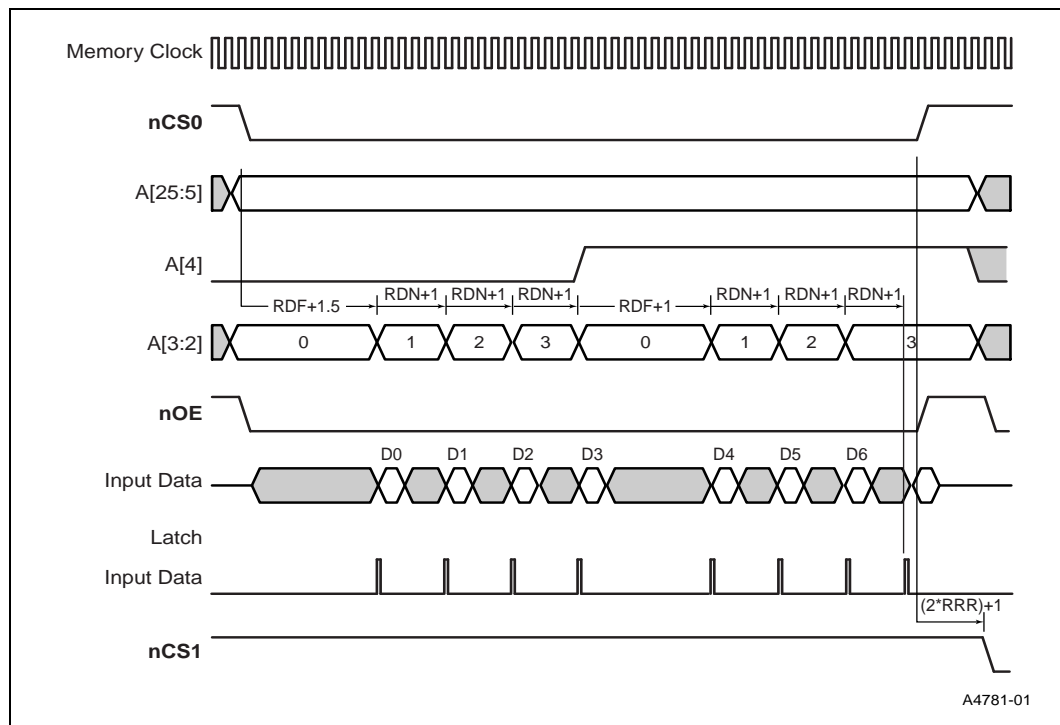 Memory Clock
nCS0
A[25:5]
A[4]
RDF+1.5 RDN+1 RDN+1 RDN+1 RDF+1 RDN+1 RDN+1 RDN+1
A[3:2] 0 1 2 3 0 1 2 3
nOE
D0 D1 D2 D3 D4 D5 D6
Input Data
Latch
Input Data
(2*RRR)+1
nCS1
A4781-01